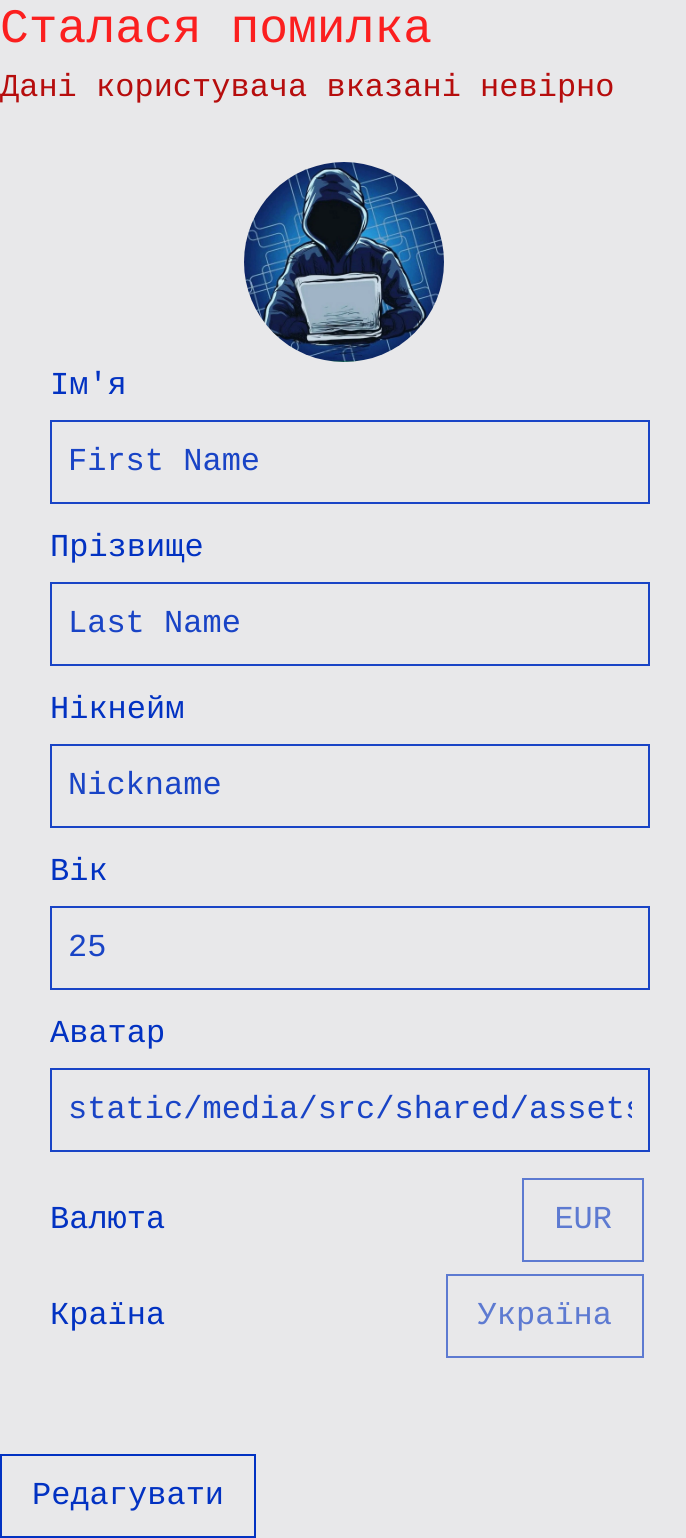 Сталася помилка
Дані користувача вказані невірно
Ім'я
First Name
Прізвище
Last Name
Нікнейм
Nickname
Вік
25
Аватар
static/media/src/shared/assets
Валюта EUR
Країна Україна
Редагувати